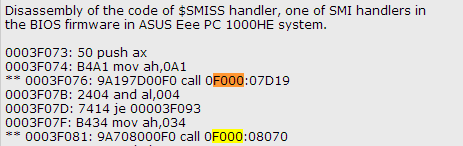 Disassembly of the code of $SMISS handler, one of SMI handlers in
the BIOS firmware in ASUS Eee PC 1000HE system.
0003F073: 50 push ax
0003F074: B4A1 mov ah,0A1
** 0003F076: 9A197D00F0 call 0F000:07D19
0003F07B: 2404 and al,004
0003F07D: 7414 je 00003F093
0003F07F: B434 mov ah,034
** 0003F081: 9A708000F0 call 0F000:08070